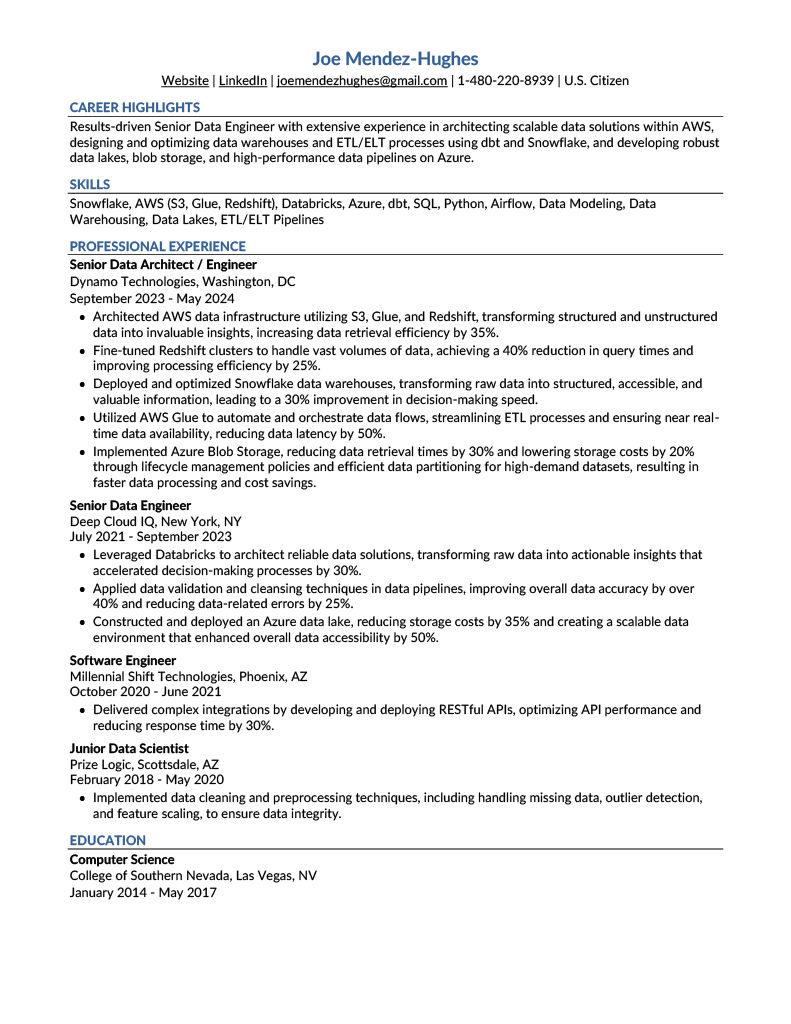 Joe Mendez-Hughes
Website | LinkedIn | joemendezhughes@gmail.com | 1-480-220-8939 | U.S. Citizen
CAREER HIGHLIGHTS
Results-driven Senior Data Engineer with extensive experience in architecting scalable data solutions within AWS,
designing and optimizing data warehouses and ETL/ELT processes using dbt and Snowflake, and developing robust
data lakes, blob storage, and high-performance data pipelines on Azure.
SKILLS
Snowflake, AWS (S3, Glue, Redshift), Databricks, Azure, dbt, SQL, Python, Airflow, Data Modeling, Data
Warehousing, Data Lakes, ETL/ELT Pipelines
PROFESSIONAL EXPERIENCE
Senior Data Architect / Engineer
Dynamo Technologies, Washington, DC
September 2023 - May 2024
• Architected AWS data infrastructure utilizing S3, Glue, and Redshift, transforming structured and unstructured
data into invaluable insights, increasing data retrieval efficiency by 35%.
• Fine-tuned Redshift clusters to handle vast volumes of data, achieving a 40% reduction in query times and
improving processing efficiency by 25%.
• Deployed and optimized Snowflake data warehouses, transforming raw data into structured, accessible, and
valuable information, leading to a 30% improvement in decision-making speed.
• Utilized AWS Glue to automate and orchestrate data flows, streamlining ETL processes and ensuring near real-
time data availability, reducing data latency by 50%.
• Implemented Azure Blob Storage, reducing data retrieval times by 30% and lowering storage costs by 20%
through lifecycle management policies and efficient data partitioning for high-demand datasets, resulting in
faster data processing and cost savings.
Senior Data Engineer
Deep Cloud IQ, New York, NY
July 2021 - September 2023
• Leveraged Databricks to architect reliable data solutions, transforming raw data into actionable insights that
accelerated decision-making processes by 30%.
• Applied data validation and cleansing techniques in data pipelines, improving overall data accuracy by over
40% and reducing data-related errors by 25%.
• Constructed and deployed an Azure data lake, reducing storage costs by 35% and creating a scalable data
environment that enhanced overall data accessibility by 50%.
Software Engineer
Millennial Shift Technologies, Phoenix, AZ
October 2020 - June 2021
• Delivered complex integrations by developing and deploying RESTful APIs, optimizing API performance and
reducing response time by 30%.
Junior Data Scientist
Prize Logic, Scottsdale, AZ
February 2018 - May 2020
• Implemented data cleaning and preprocessing techniques, including handling missing data, outlier detection,
and feature scaling, to ensure data integrity.
EDUCATION
Computer Science
College of Southern Nevada, Las Vegas, NV
January 2014 - May 2017